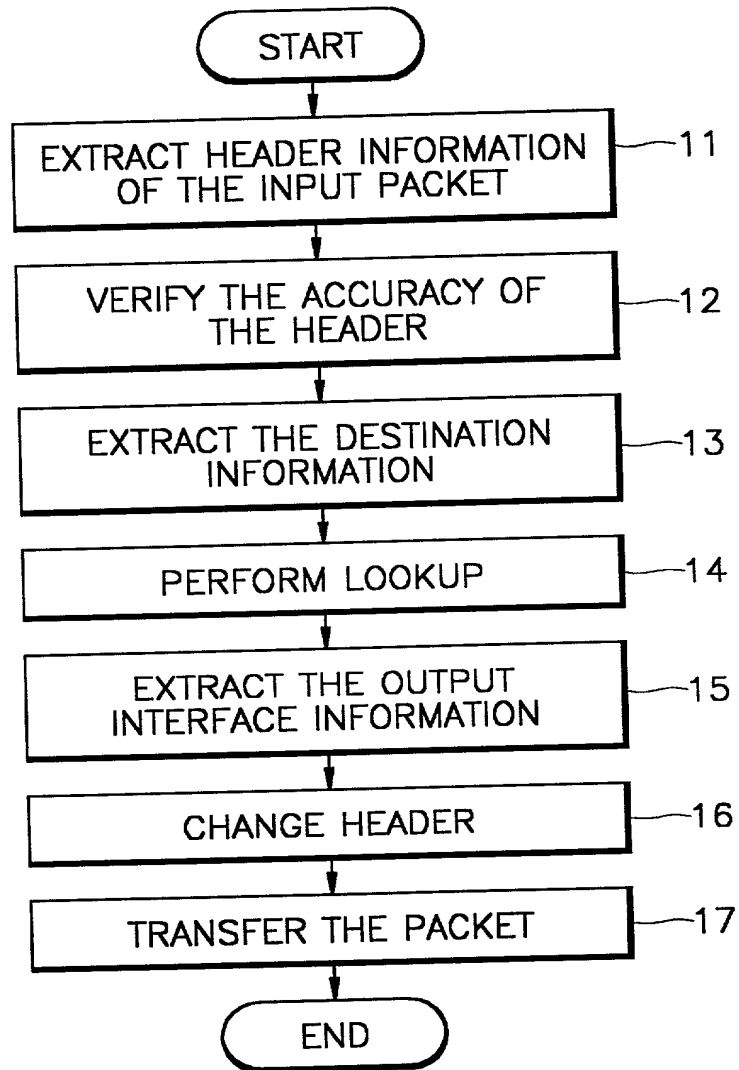 START
EXTRACT HEADER INFORMATION
OF THE INPUT PACKET
11
VERIFY THE ACCURACY OF
THE HEADER
12
EXTRACT THE DESTINATION
INFORMATION
13
PERFORM LOOKUP
14
EXTRACT THE OUTPUT
INTERFACE INFORMATION
15
CHANGE HEADER
16
TRANSFER THE PACKET
17
END